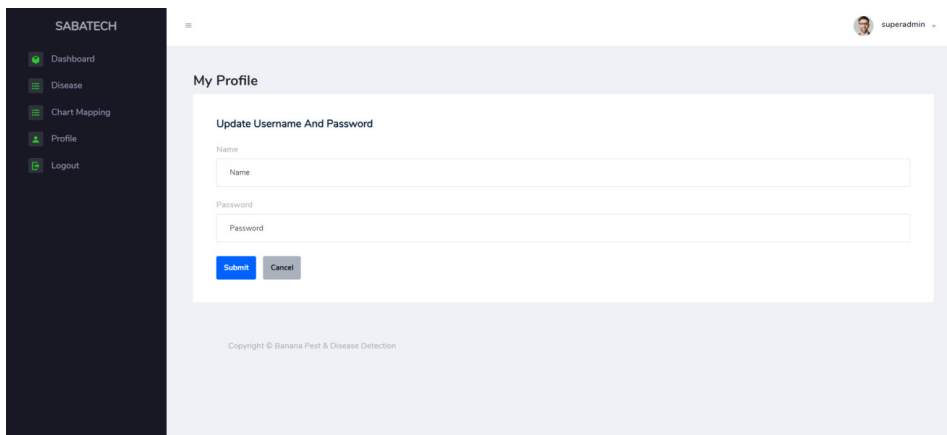 SABATECH
superadmin
Dashboard
Disease
Chart Mapping
Profile
Logout
My Profile
Update Username And Password
Name
Name
Password
Password
Submit Cancel
Copyright © Banana Pest & Disease Detection